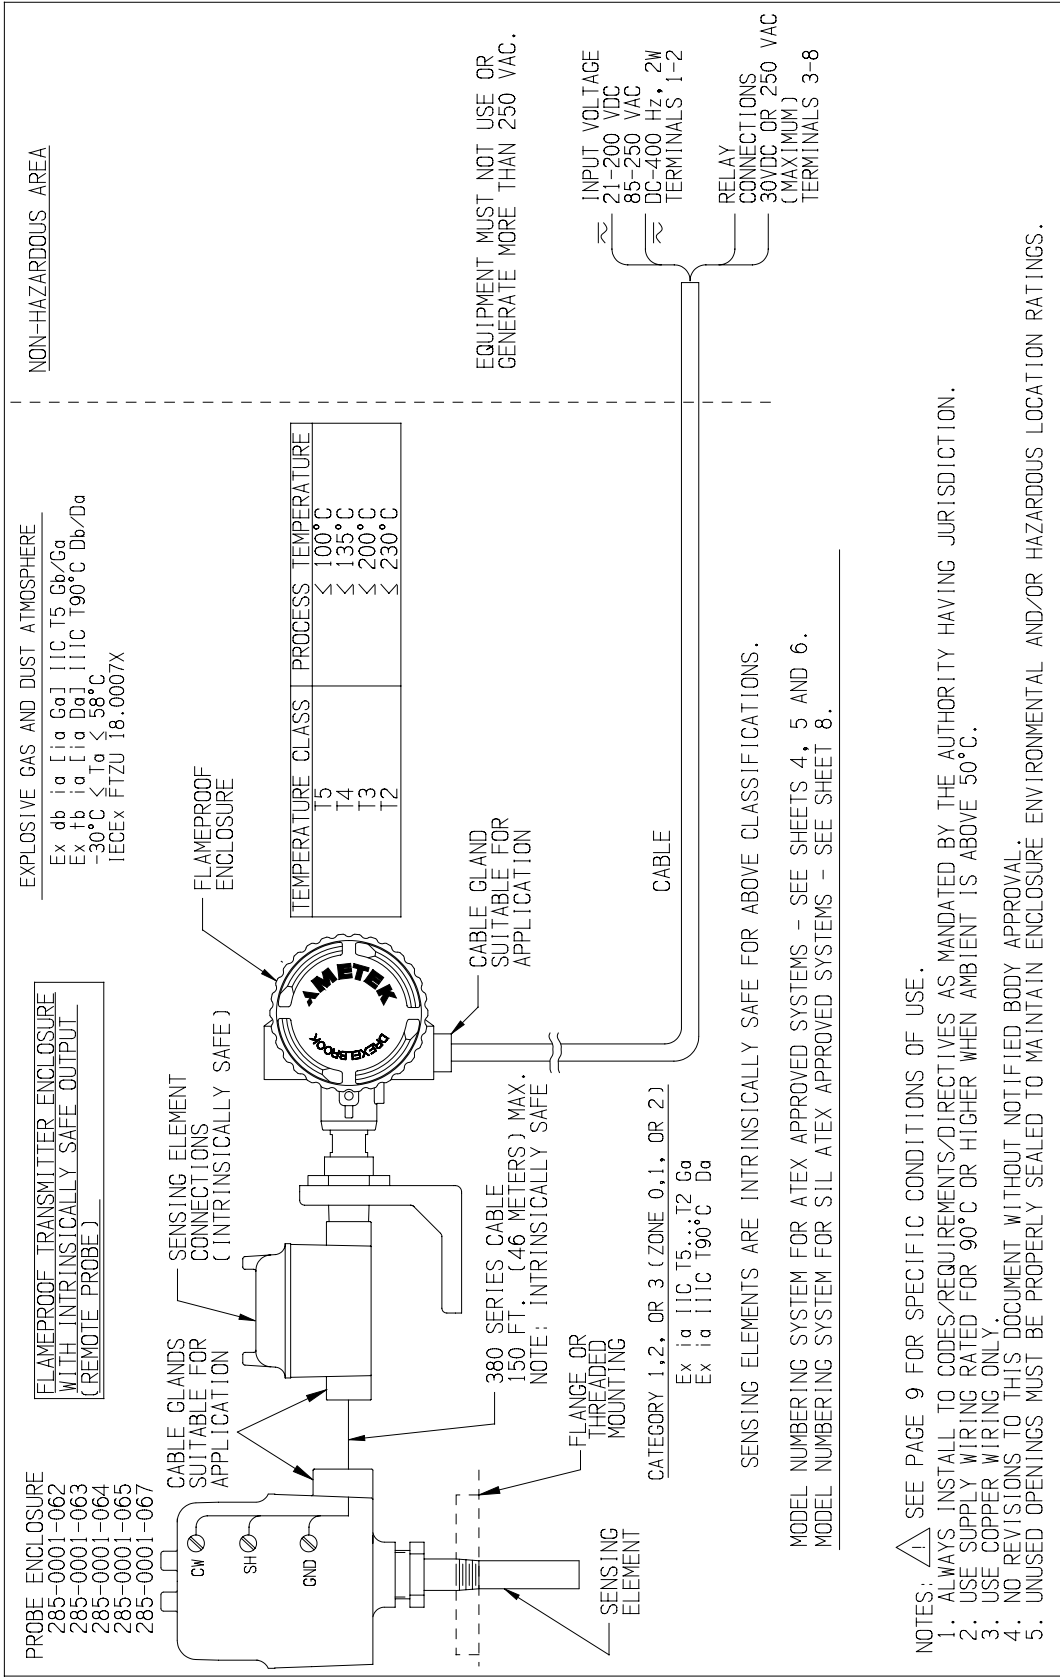 PROBE ENCLOSURE
285-0001-062
285-0001-063
285-0001-064
285-0001-065
285-0001-067
FLAMEPROOF TRANSMITTER ENCLOSURE
WITH INTRINSICALLY SAFE OUTPUT
(REMOTE PROBE)
EXPLOSIVE GAS AND DUST ATMOSPHERE
Ex db ia [ia Ga] IIC T5 Gb/Ga
Ex tb ia [ia Da] IIIC T90°C Db/Da
-30°C ≤ Ta ≤ 58°C
IECEx FTZU 18.0007X
NON-HAZARDOUS AREA
CABLE GLANDS
SUITABLE FOR
APPLICATION
SENSING ELEMENT
CONNECTIONS
(INTRINSICALLY SAFE)
FLAMEPROOF
ENCLOSURE
CW
SH
GND
AMETEK
DREXELBROOK
TEMPERATURE CLASS PROCESS TEMPERATURE
T5 ≤ 100°C
T4 ≤ 135°C
T3 ≤ 200°C
T2 ≤ 230°C
EQUIPMENT MUST NOT USE OR
GENERATE MORE THAN 250 VAC.
380 SERIES CABLE
150 FT. (46 METERS) MAX.
NOTE: INTRINSICALLY SAFE
CABLE GLAND
SUITABLE FOR
APPLICATION
INPUT VOLTAGE
21-200 VDC
85-250 VAC
DC-400 Hz, 2W
TERMINALS 1-2
RELAY
CONNECTIONS
30VDC OR 250 VAC
(MAXIMUM)
TERMINALS 3-8
FLANGE OR
THREADED
MOUNTING
SENSING
ELEMENT
CABLE
CATEGORY 1,2, OR 3 (ZONE 0,1, OR 2)
Ex ia IIC T5...T2 Ga
Ex ia IIIC T90°C Da
SENSING ELEMENTS ARE INTRINSICALLY SAFE FOR ABOVE CLASSIFICATIONS.
MODEL NUMBERING SYSTEM FOR ATEX APPROVED SYSTEMS - SEE SHEETS 4, 5 AND 6.
MODEL NUMBERING SYSTEM FOR SIL ATEX APPROVED SYSTEMS - SEE SHEET 8.
NOTES: ! SEE PAGE 9 FOR SPECIFIC CONDITIONS OF USE.
1. ALWAYS INSTALL TO CODES/REQUIREMENTS/DIRECTIVES AS MANDATED BY THE AUTHORITY HAVING JURISDICTION.
2. USE SUPPLY WIRING RATED FOR 90°C OR HIGHER WHEN AMBIENT IS ABOVE 50°C.
3. USE COPPER WIRING ONLY.
4. NO REVISIONS TO THIS DOCUMENT WITHOUT NOTIFIED BODY APPROVAL.
5. UNUSED OPENINGS MUST BE PROPERLY SEALED TO MAINTAIN ENCLOSURE ENVIRONMENTAL AND/OR HAZARDOUS LOCATION RATINGS.